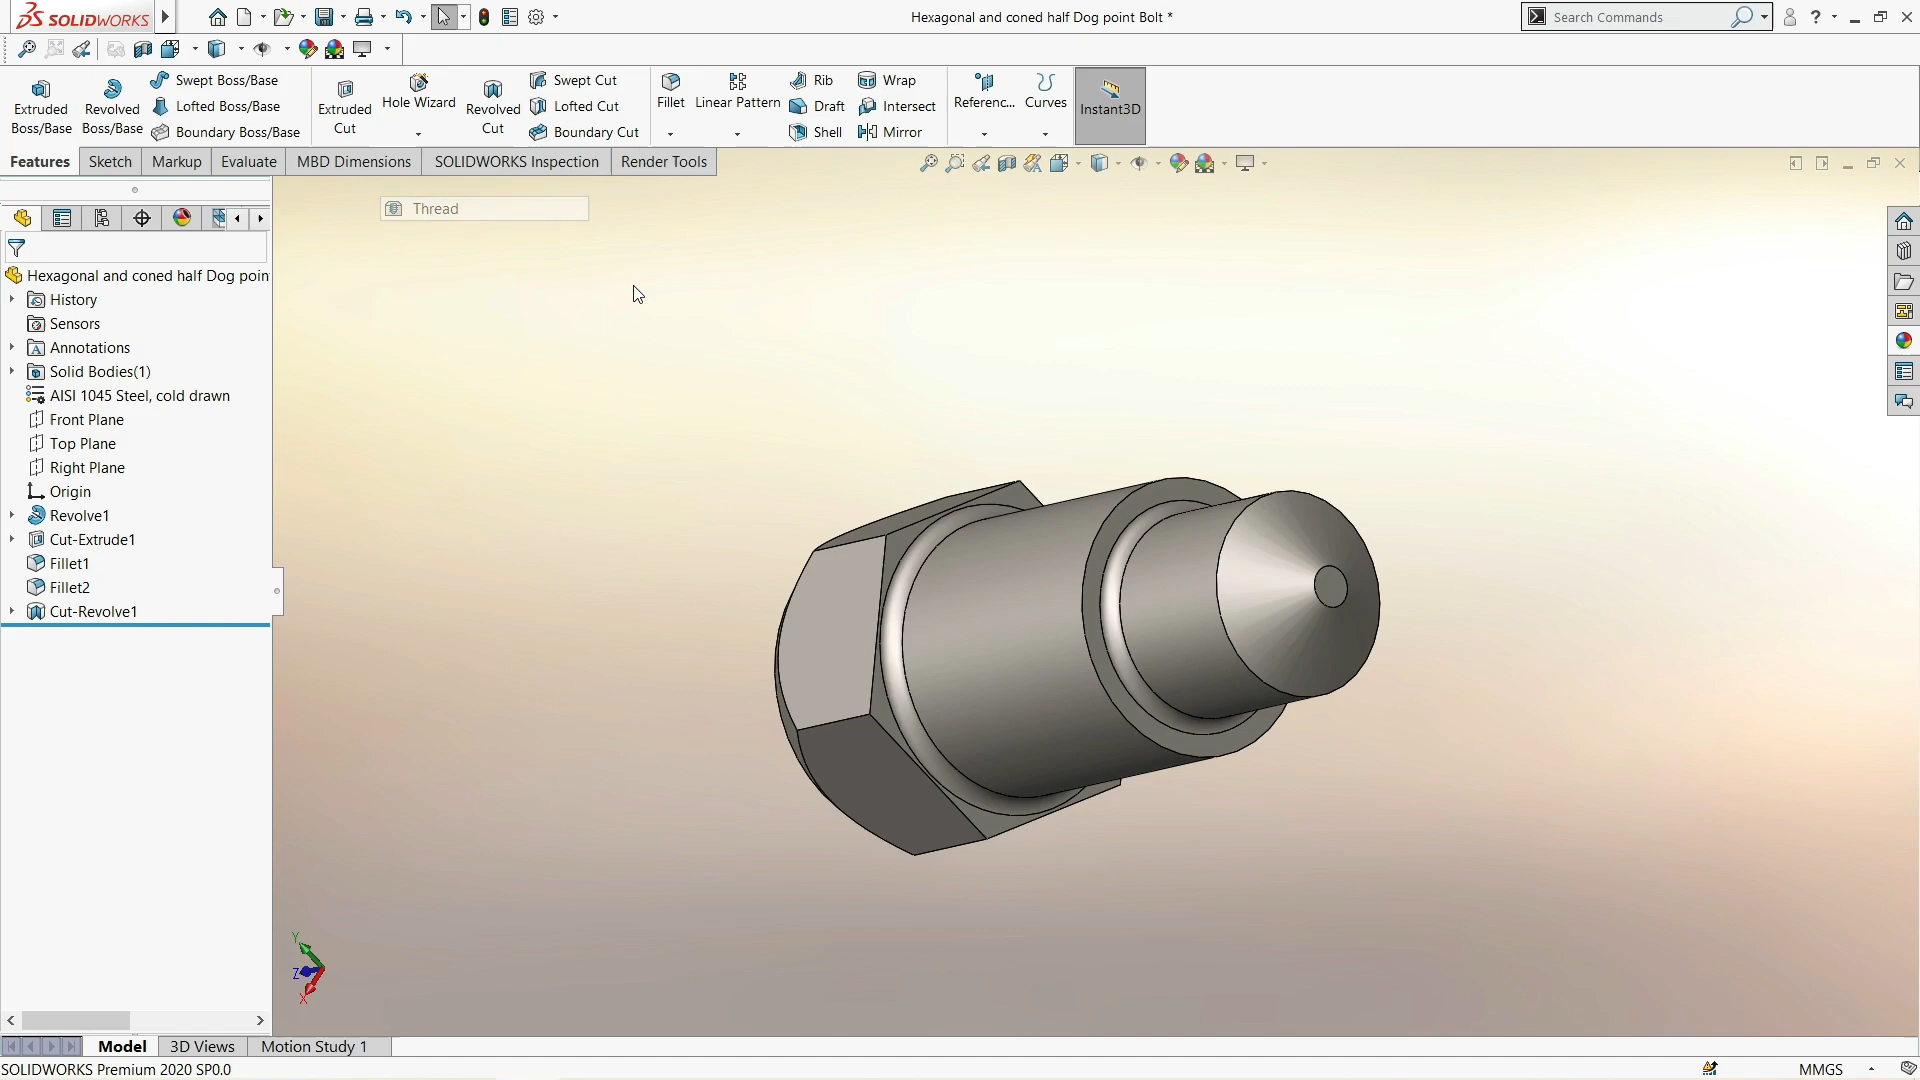 SOLIDWORKS
Hexagonal and coned half Dog point Bolt *
Search Commands
?
Extruded Boss/Base
Revolved Boss/Base
Swept Boss/Base
Lofted Boss/Base
Boundary Boss/Base
Extruded Cut
Hole Wizard
Revolved Cut
Swept Cut
Lofted Cut
Boundary Cut
Fillet
Linear Pattern
Rib
Draft
Shell
Wrap
Intersect
Mirror
Referenc...
Curves
Instant3D
Features
Sketch
Markup
Evaluate
MBD Dimensions
SOLIDWORKS Inspection
Render Tools
Thread
Hexagonal and coned half Dog poin
History
Sensors
Annotations
Solid Bodies(1)
AISI 1045 Steel, cold drawn
Front Plane
Top Plane
Right Plane
Origin
Revolve1
Cut-Extrude1
Fillet1
Fillet2
Cut-Revolve1
Y
Z
X
Model
3D Views
Motion Study 1
SOLIDWORKS Premium 2020 SP0.0
MMGS